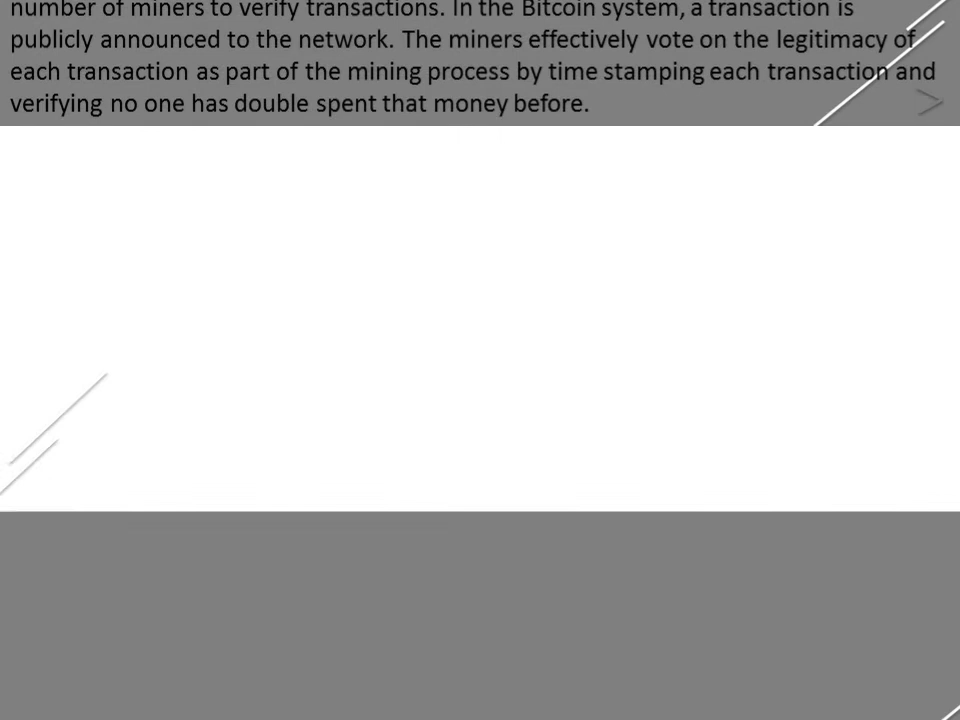 number of miners to verify transactions. In the Bitcoin system, a transaction is
publicly announced to the network. The miners effectively vote on the legitimacy of
each transaction as part of the mining process by time stamping each transaction and
verifying no one has double spent that money before.